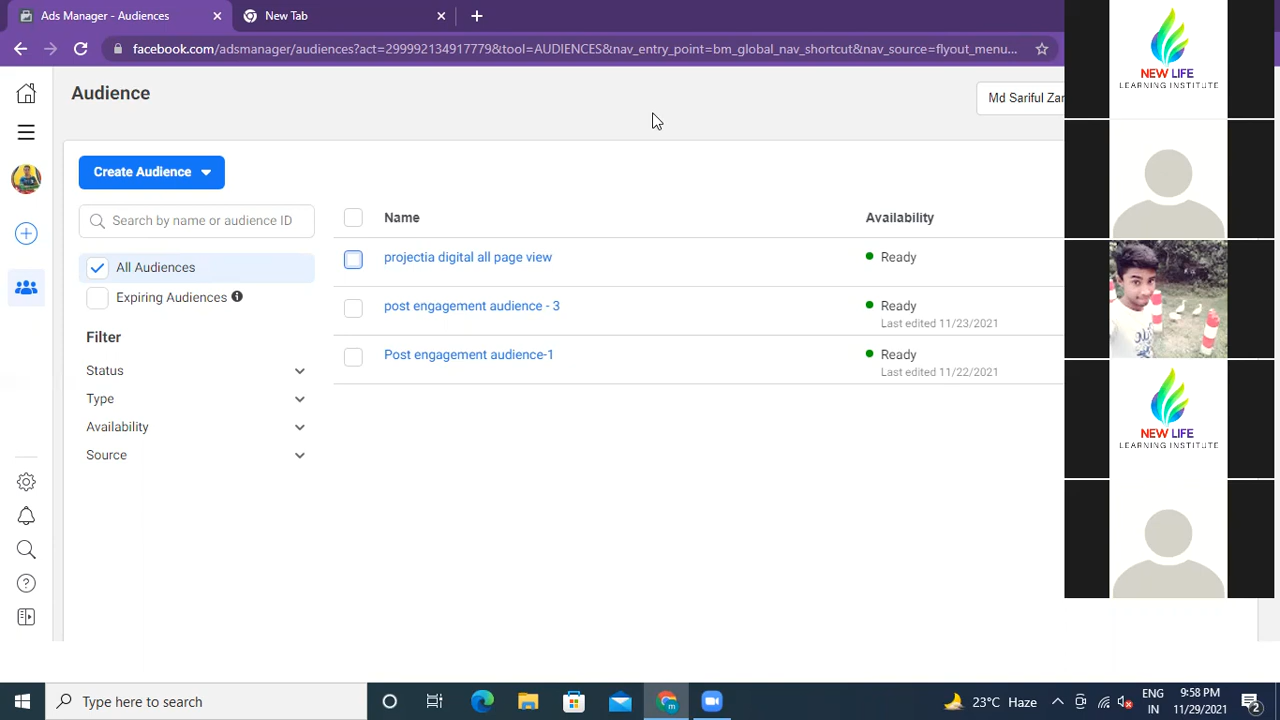 Ads Manager - Audiences
New Tab
facebook.com/adsmanager/audiences?act=299992134917779&tool=AUDIENCES&nav_entry_point=bm_global_nav_shortcut&nav_source=flyout_menu...
Audience
Md Sariful Zar
Create Audience
Search by name or audience ID
Name
Availability
All Audiences
projectia digital all page view
Ready
Expiring Audiences
post engagement audience - 3
Ready
Last edited 11/23/2021
Filter
Post engagement audience-1
Ready
Last edited 11/22/2021
Status
Type
Availability
Source
NEW LIFE
LEARNING INSTITUTE
NEW LIFE
LEARNING INSTITUTE
Type here to search
23°C Haze
ENG
IN
9:58 PM
11/29/2021
2